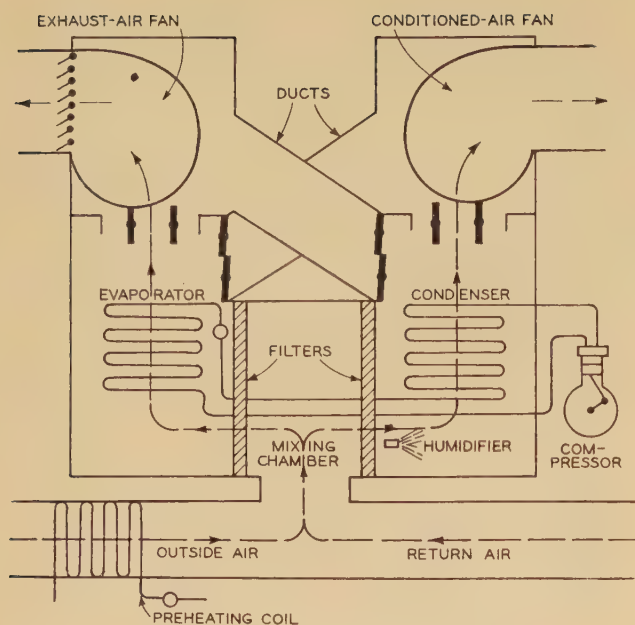 EXHAUST-AIR FAN
CONDITIONED-AIR FAN
DUCTS
EVAPORATOR
CONDENSER
FILTERS
MIXING
CHAMBER
HUMIDIFIER
COM-
PRESSOR
OUTSIDE AIR
RETURN AIR
PREHEATING COIL